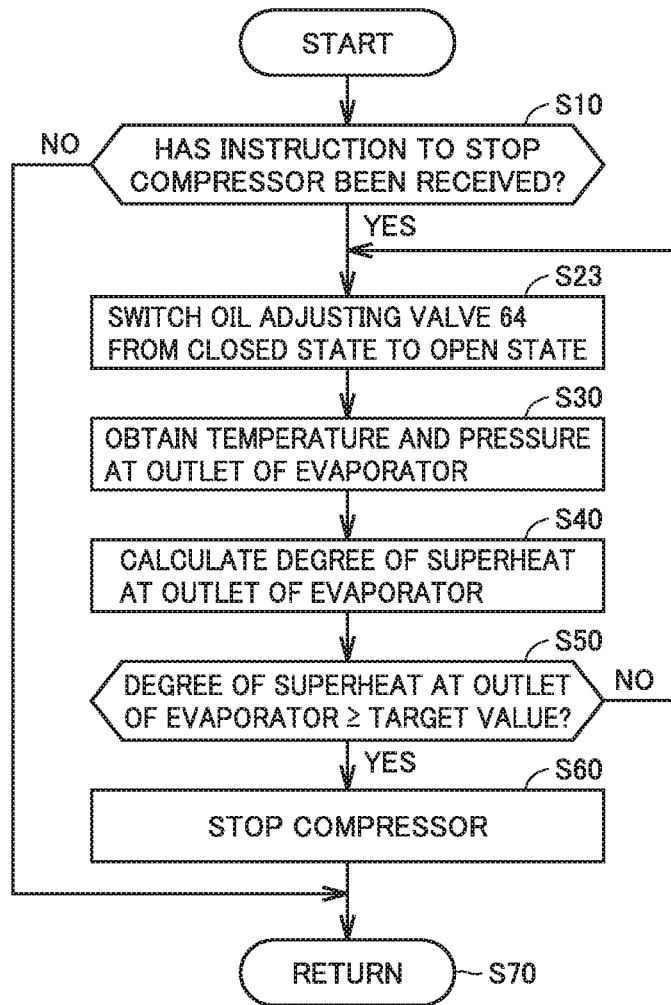 START
S10
NO
HAS INSTRUCTION TO STOP
COMPRESSOR BEEN RECEIVED?
YES
S23
SWITCH OIL ADJUSTING VALVE 64
FROM CLOSED STATE TO OPEN STATE
S30
OBTAIN TEMPERATURE AND PRESSURE
AT OUTLET OF EVAPORATOR
S40
CALCULATE DEGREE OF SUPERHEAT
AT OUTLET OF EVAPORATOR
S50
DEGREE OF SUPERHEAT AT OUTLET
OF EVAPORATOR ≥ TARGET VALUE?
NO
YES
S60
STOP COMPRESSOR
RETURN
S70